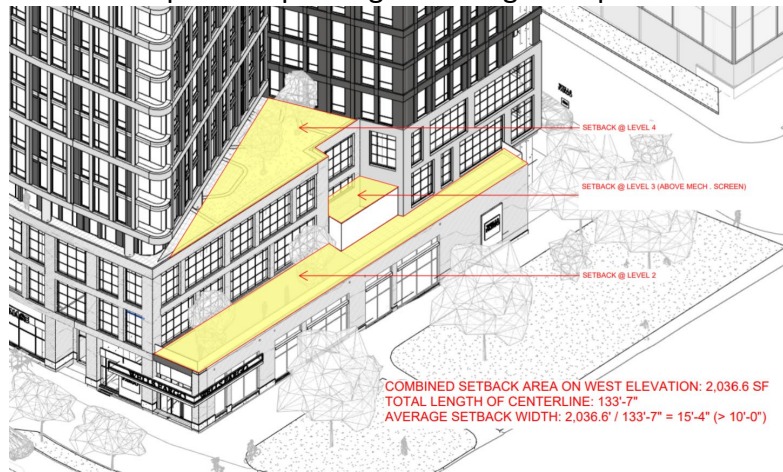 SETBACK @ LEVEL 4
SETBACK @ LEVEL 3 (ABOVE MECH . SCREEN)
SETBACK @ LEVEL 2
COMBINED SETBACK AREA ON WEST ELEVATION: 2,036.6 SF
TOTAL LENGTH OF CENTERLINE: 133'-7"
AVERAGE SETBACK WIDTH: 2,036.6' / 133'-7" = 15'-4" (> 10'-0")